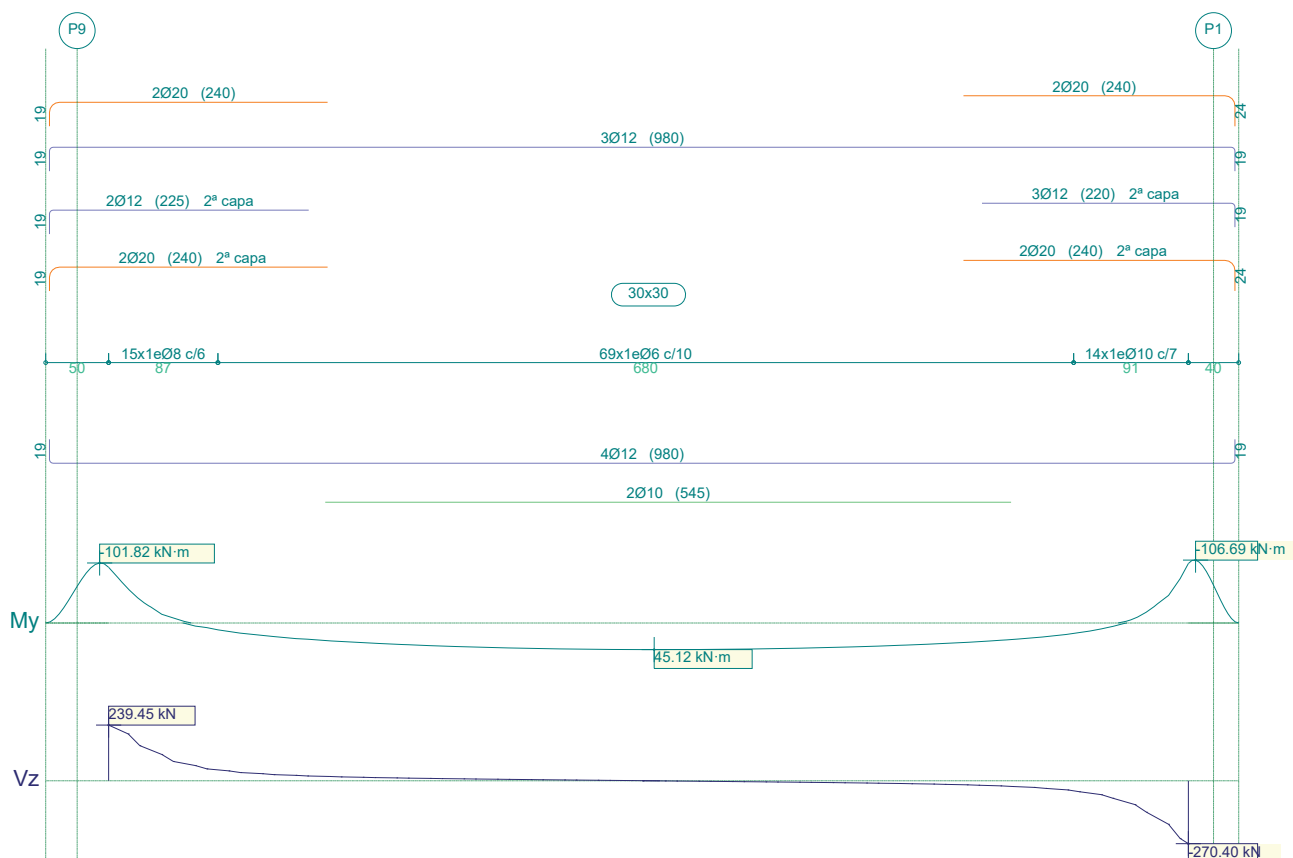 P9
P1
2Ø20 (240)
2Ø20 (240)
19
24
3Ø12 (980)
19
19
2Ø12 (225) 2ª capa
3Ø12 (220) 2ª capa
19
19
2Ø20 (240) 2ª capa
2Ø20 (240) 2ª capa
19
24
30x30
15x1eØ8 c/6
69x1eØ6 c/10
14x1eØ10 c/7
50
87
680
91
40
19
4Ø12 (980)
19
2Ø10 (545)
-101.82 kN·m
-106.69 kN·m
My
45.12 kN·m
239.45 kN
Vz
-270.40 kN